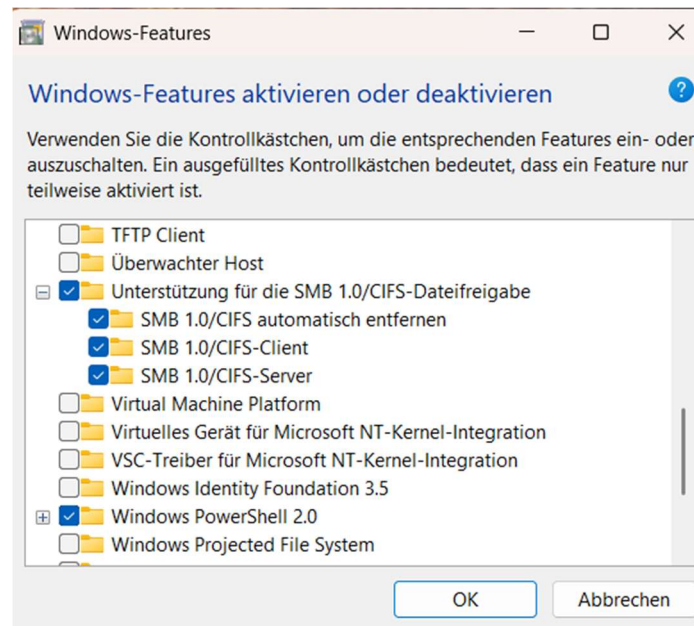 Windows-Features
Windows-Features aktivieren oder deaktivieren
Verwenden Sie die Kontrollkästchen, um die entsprechenden Features ein- oder
auszuschalten. Ein ausgefülltes Kontrollkästchen bedeutet, dass ein Feature nur
teilweise aktiviert ist.
TFTP Client
Überwachter Host
Unterstützung für die SMB 1.0/CIFS-Dateifreigabe
SMB 1.0/CIFS automatisch entfernen
SMB 1.0/CIFS-Client
SMB 1.0/CIFS-Server
Virtual Machine Platform
Virtuelles Gerät für Microsoft NT-Kernel-Integration
VSC-Treiber für Microsoft NT-Kernel-Integration
Windows Identity Foundation 3.5
Windows PowerShell 2.0
Windows Projected File System
OK Abbrechen